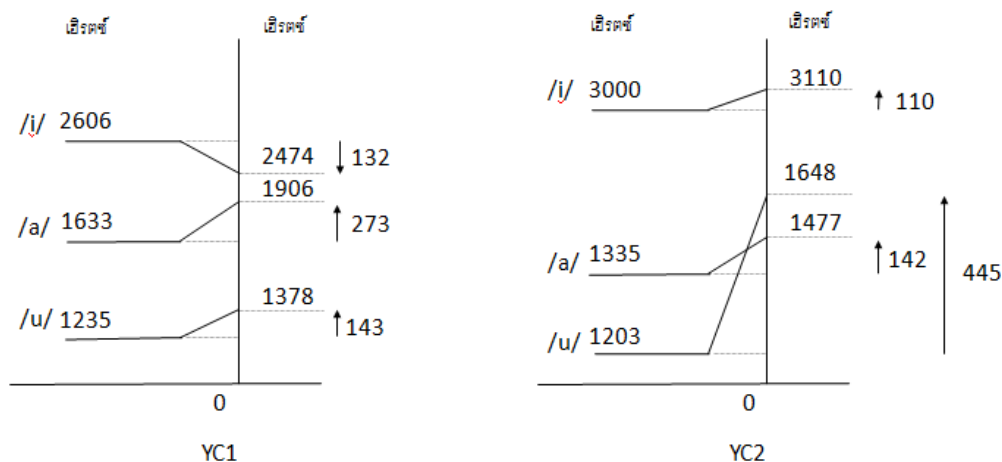 เฮิรตซ์ เฮิรตซ์
/i/ 2606
2474
132
1906
/a/ 1633
273
1378
/u/ 1235
143
0
YC1
เฮิรตซ์ เฮิรตซ์
/i/ 3000
3110
110
1648
1477
/a/ 1335
142
445
/u/ 1203
0
YC2